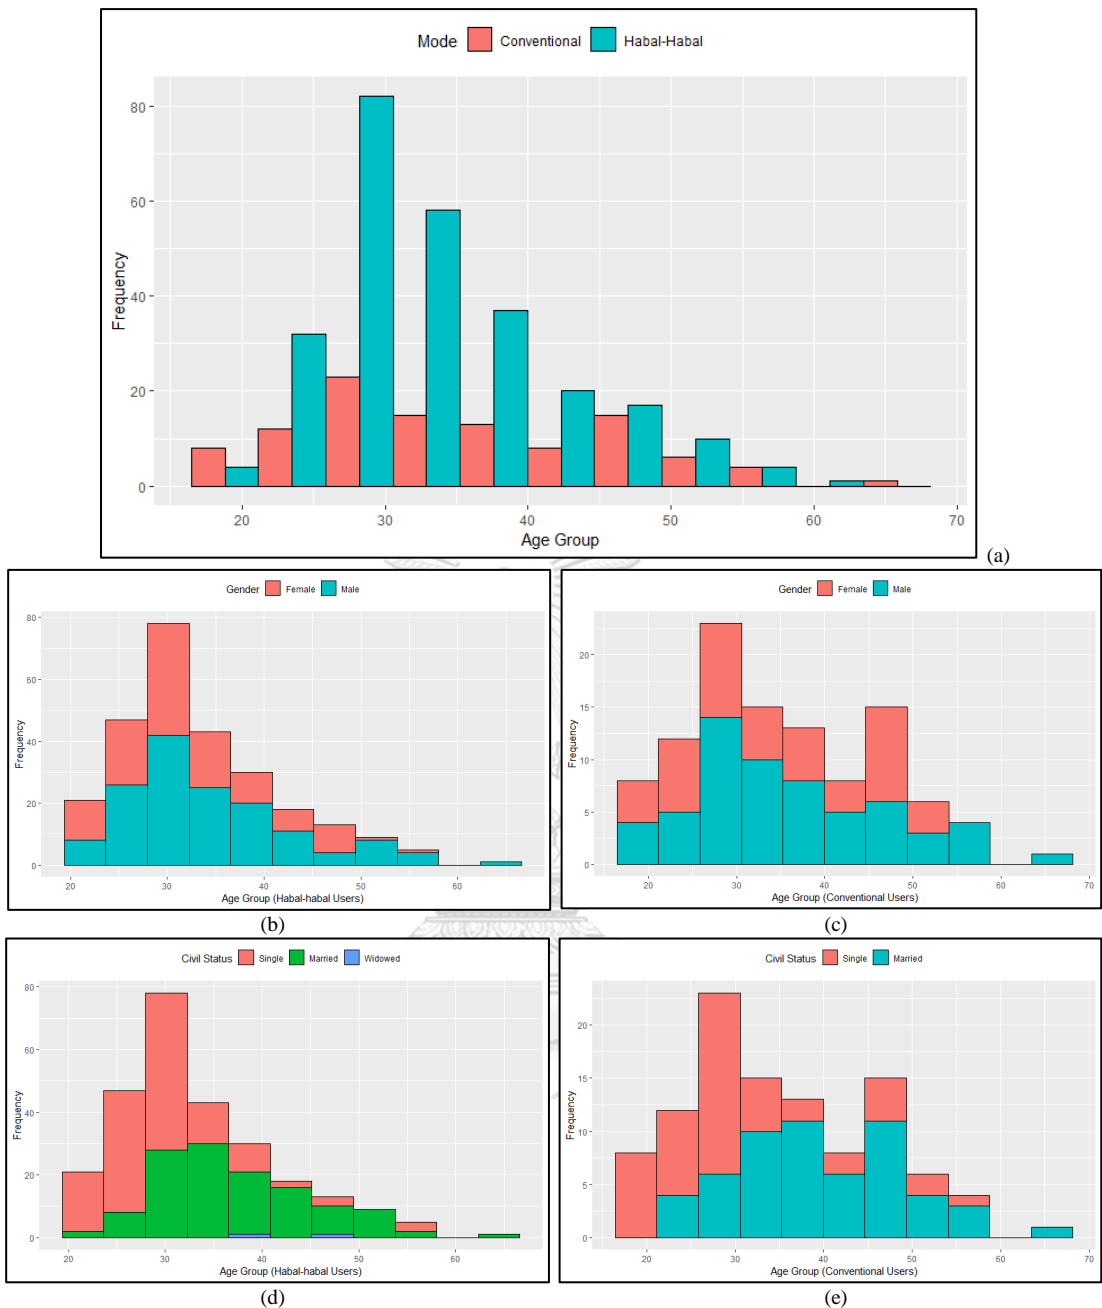 Mode Conventional Habal-Habal
80
60
40
20
0
Frequency
20 30 40 50 60 70
Age Group
(a)
Gender Female Male
80
60
40
20
0
Frequency
20 30 40 50 60
Age Group (Habal-habal Users)
(b)
Gender Female Male
20
15
10
5
0
Frequency
20 30 40 50 60 70
Age Group (Conventional Users)
(c)
Civil Status Single Married Widowed
80
60
40
20
0
Frequency
20 30 40 50 60
Age Group (Habal-habal Users)
(d)
Civil Status Single Married
20
15
10
5
0
Frequency
20 30 40 50 60 70
Age Group (Conventional Users)
(e)